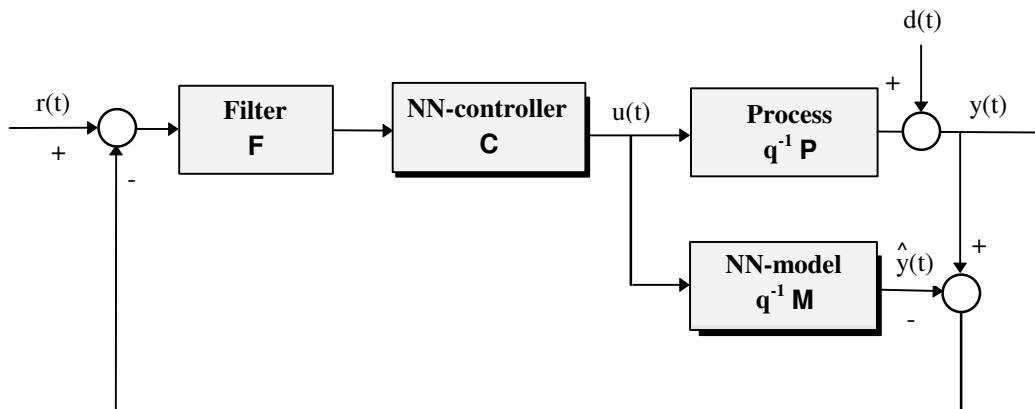 d(t)
r(t)
+
-
Filter
F
NN-controller
C
u(t)
Process
q⁻¹ P
+
y(t)
NN-model
q⁻¹ M
ŷ(t)
+
-